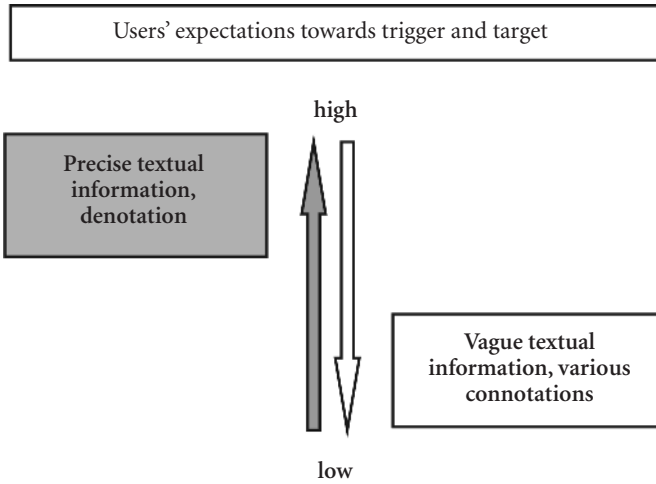 Users’ expectations towards trigger and target
high
Precise textual
information,
denotation
Vague textual
information, various
connotations
low